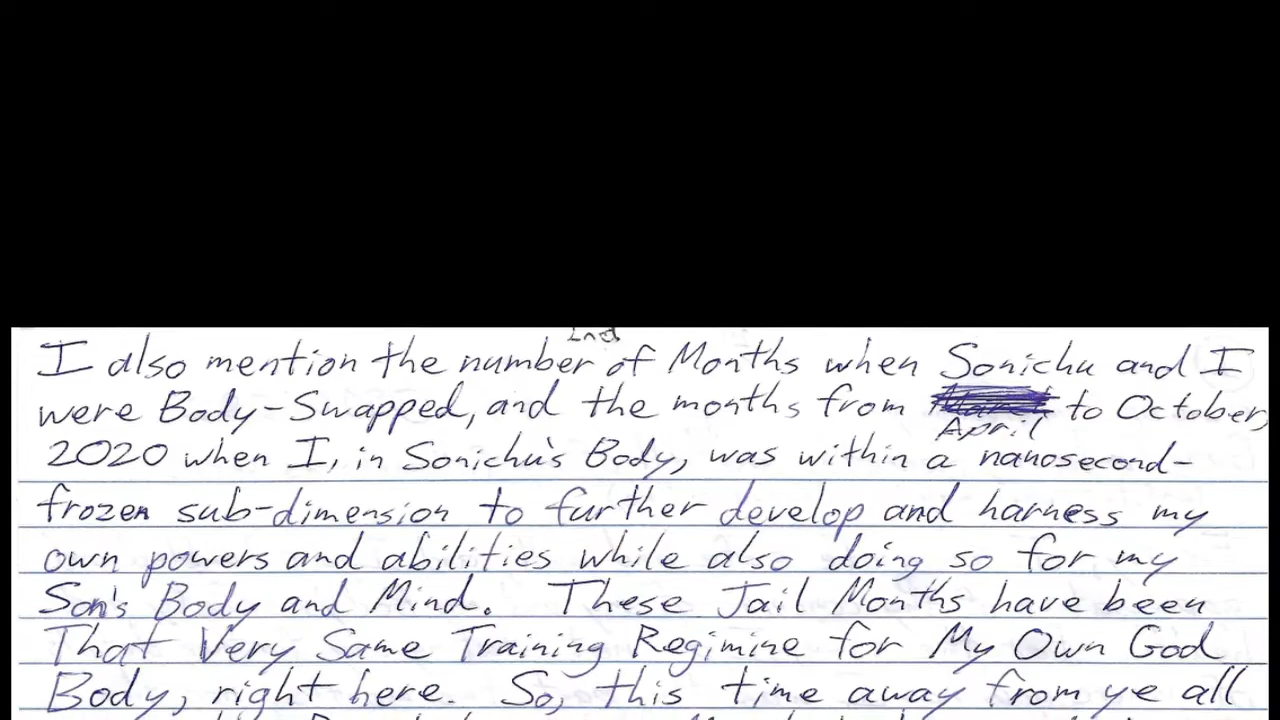 2nd
I also mention the number of Months when Sonichu and I
were Body-Swapped, and the months from March to October,
April
2020 when I, in Sonichu's Body, was within a nanosecond-
frozen sub-dimension to further develop and harness my
own powers and abilities while also doing so for my
Son's Body and Mind. These Jail Months have been
That Very Same Training Regimine for My Own God
Body, right here. So, this time away from ye all